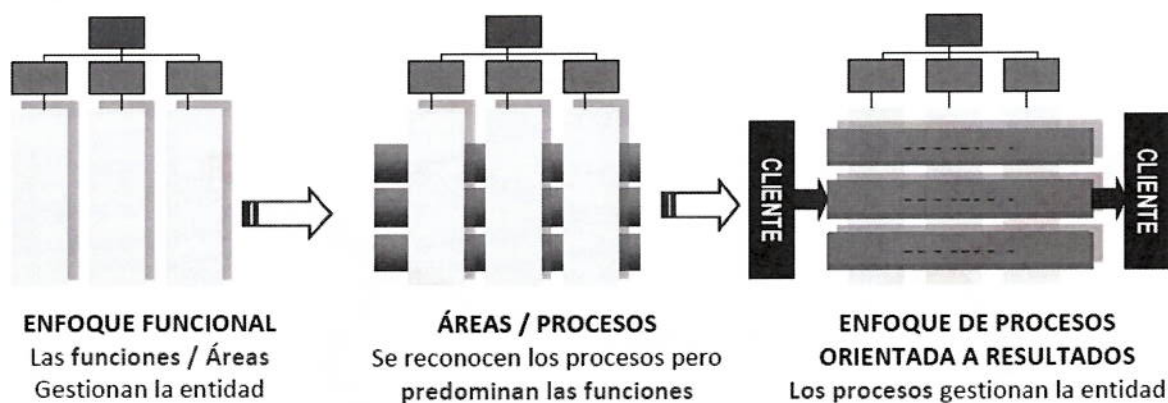 CLIENTE
CLIENTE
ENFOQUE FUNCIONAL
Las funciones / Áreas
Gestionan la entidad
ÁREAS / PROCESOS
Se reconocen los procesos pero
predominan las funciones
ENFOQUE DE PROCESOS
ORIENTADA A RESULTADOS
Los procesos gestionan la entidad